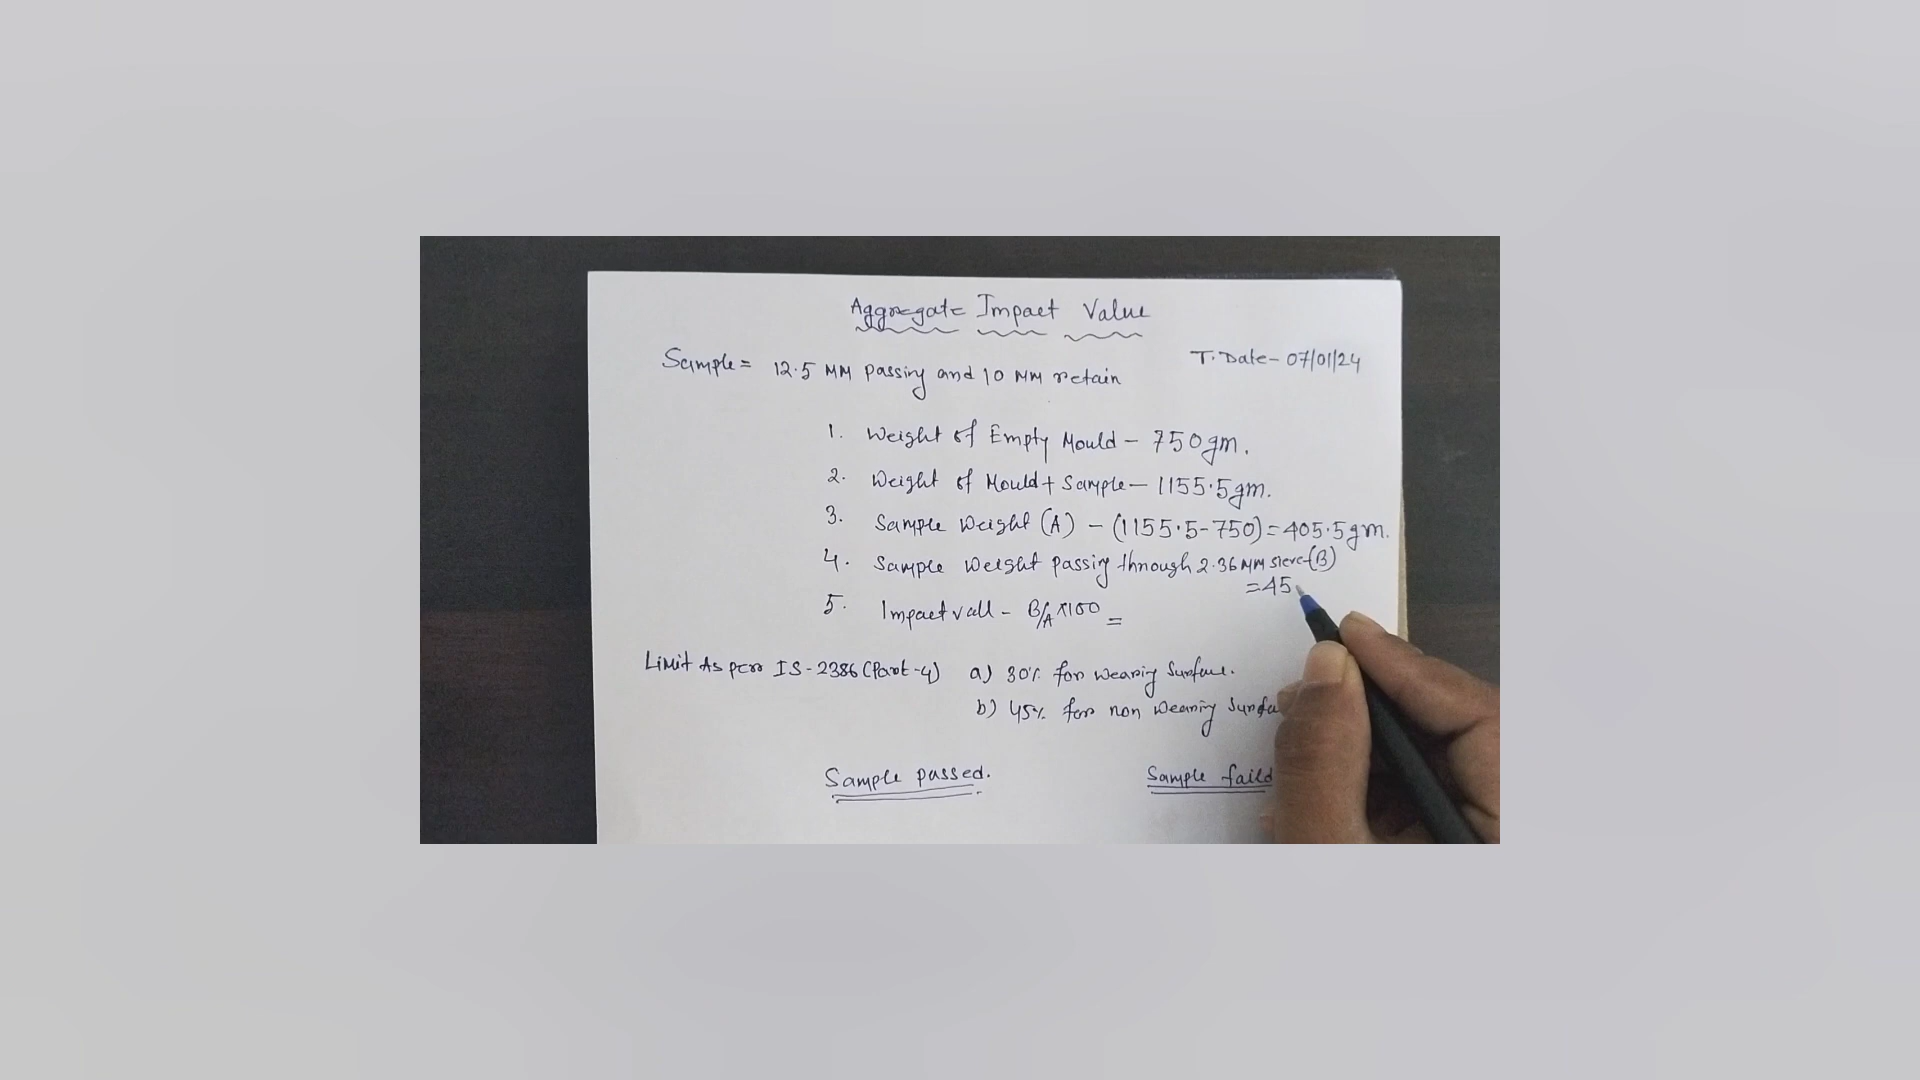 Aggregate Impact Value
T. Date- 07/01/24
Sample = 12.5 MM passing and 10 MM retain
1. Weight of Empty Mould - 750gm.
2. Weight of Mould + Sample - 1155.5gm.
3. Sample Weight (A) - (1155.5-750) = 405.5gm.
4. Sample Weight passing through 2.36 MM sieve (B)
=45
5. Impact vall - B/A x100 =
Limit As per IS-2386 (Part-4) a) 30% for wearing Surface.
b) 45% for non wearing Surfa
Sample passed. Sample faild